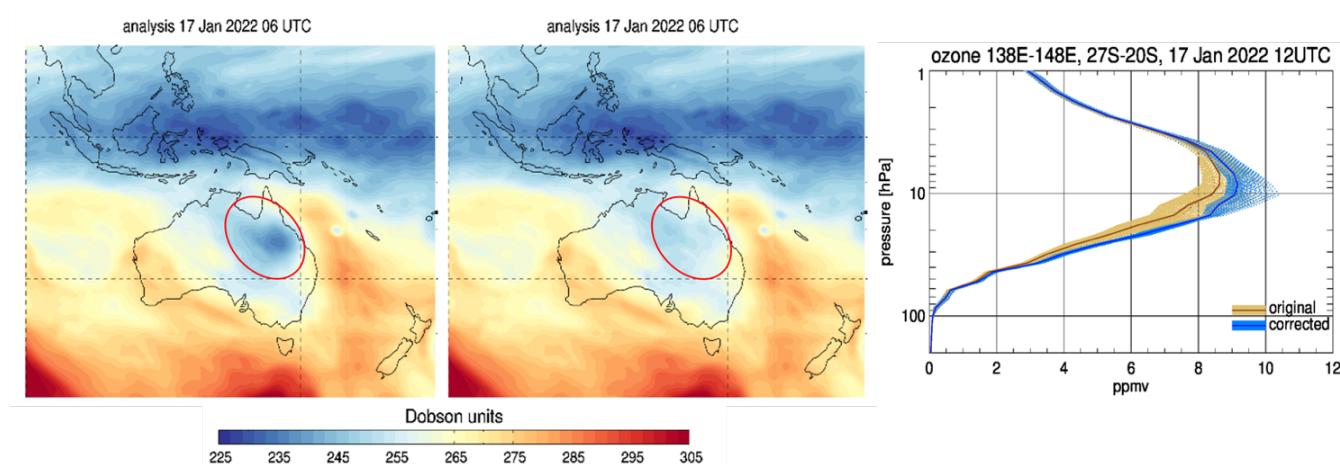 analysis 17 Jan 2022 06 UTC
analysis 17 Jan 2022 06 UTC
Dobson units
225 235 245 255 265 275 285 295 305
ozone 138E-148E, 27S-20S, 17 Jan 2022 12UTC
1
10
100
pressure [hPa]
original
corrected
0 2 4 6 8 10 12
ppmv